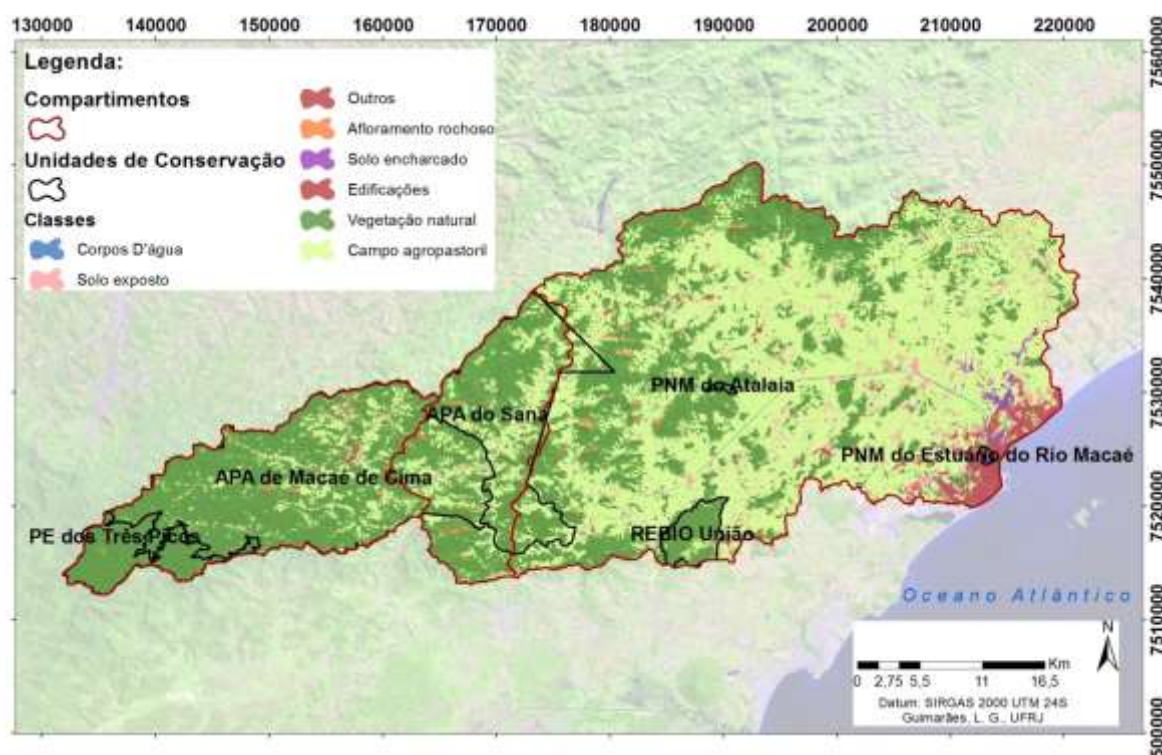 130000 140000 150000 160000 170000 180000 190000 200000 210000 220000
Legenda:
Compartimentos
Unidades de Conservação
Classes
Corpos D'água
Solo exposto
Outros
Afloramento rochoso
Solo encharcado
Edificações
Vegetação natural
Campo agropastoril
7560000
7550000
7540000
7530000
7520000
7510000
7500000
APA do Sana
PNM do Atalaia
APA de Macaé de Cima
PNM do Estuário do Rio Macaé
PE dos Três Picos
REBIO União
Oceano Atlântico
N
Km
0 2,75 5,5 11 16,5
Datum: SIRGAS 2000 UTM 24S
Guimarães, L. G., UFRJ